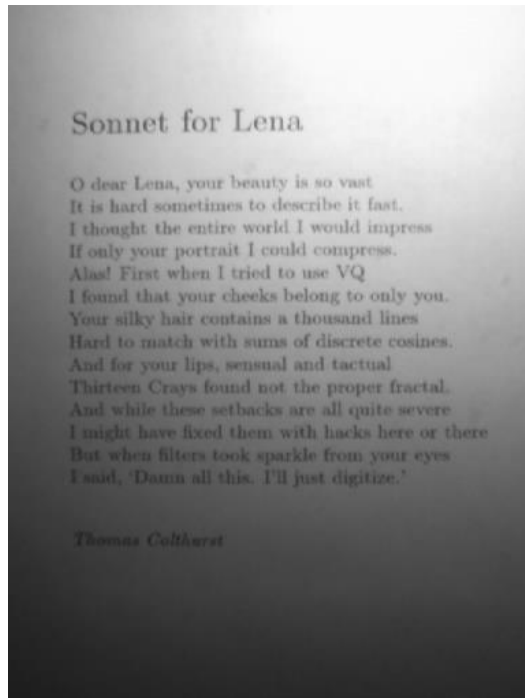 Sonnet for Lena
O dear Lena, your beauty is so vast
It is hard sometimes to describe it fast.
I thought the entire world I would impress
If only your portrait I could compress.
Alas! First when I tried to use VQ
I found that your cheeks belong to only you.
Your silky hair contains a thousand lines
Hard to match with sums of discrete cosines.
And for your lips, sensual and tactual
Thirteen Crays found not the proper fractal.
And while these setbacks are all quite severe
I might have fixed them with hacks here or there
But when filters took sparkle from your eyes
I said, 'Damn all this. I'll just digitize.'
Thomas Colthurst